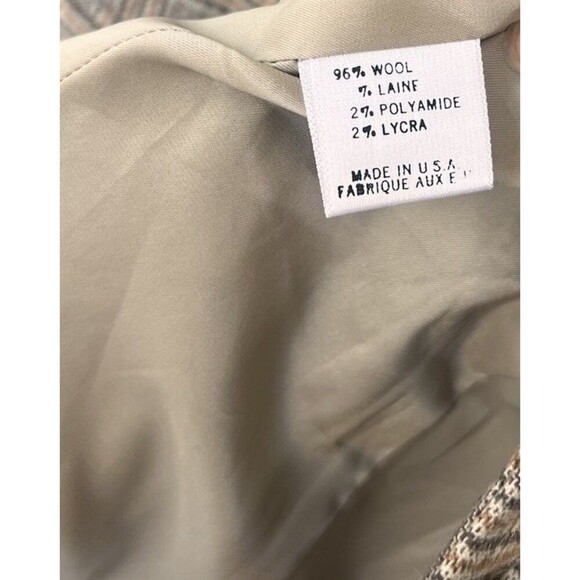 96% WOOL
% LAINE
2% POLYAMIDE
2% LYCRA
MADE IN U.S.A.
FABRIQUE AUX